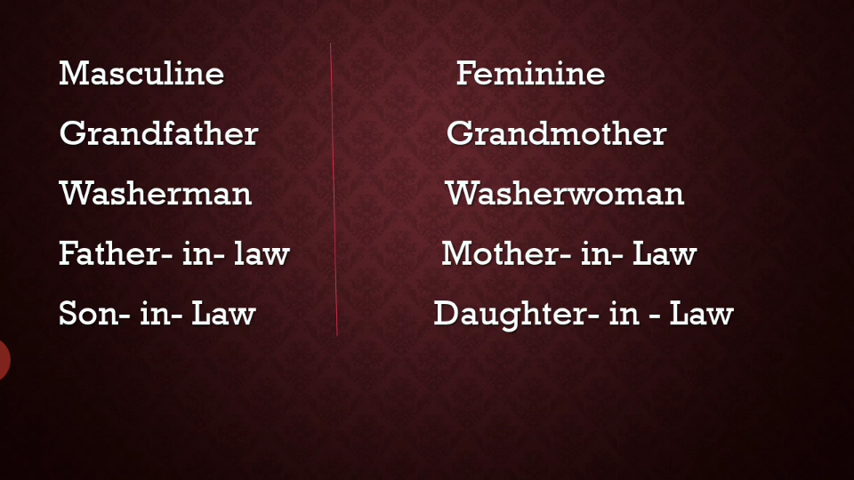 Masculine Feminine
Grandfather Grandmother
Washerman Washerwoman
Father- in- law Mother- in- Law
Son- in- Law Daughter- in - Law